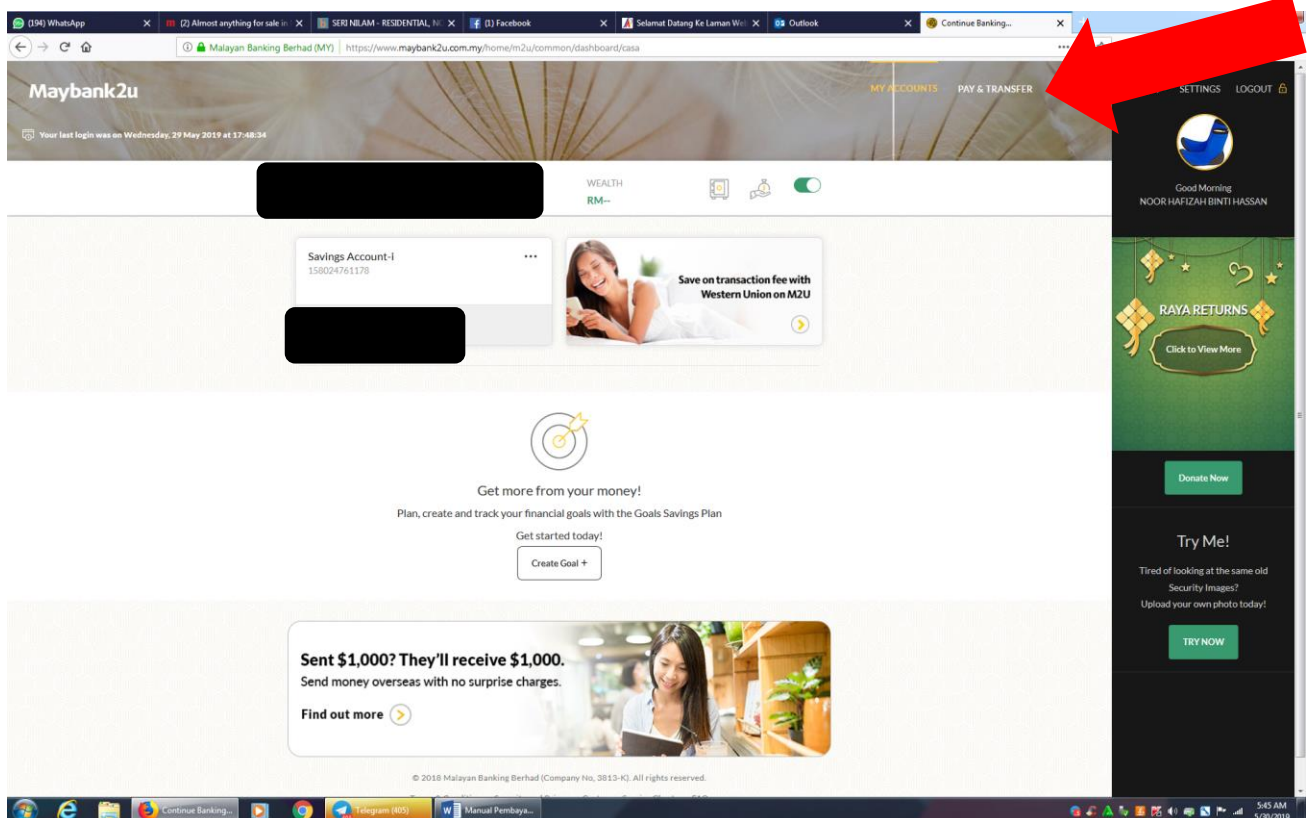 (194) WhatsApp
(2) Almost anything for sale in
SERI NILAM - RESIDENTIAL, NO
(1) Facebook
Selamat Datang Ke Laman Web
Outlook
Continue Banking...
Malayan Banking Berhad (MY)
https://www.maybank2u.com.my/home/m2u/common/dashboard/casa
Maybank2u
MY ACCOUNTS
PAY & TRANSFER
SETTINGS
LOGOUT
Your last login was on Wednesday, 29 May 2019 at 17:48:34
WEALTH
RM--
Good Morning
NOOR HAFIZAH BINTI HASSAN
Savings Account-i
158024761178
Save on transaction fee with
Western Union on M2U
RAYA RETURNS
Click to View More
Get more from your money!
Plan, create and track your financial goals with the Goals Savings Plan
Get started today!
Create Goal +
Donate Now
Try Me!
Tired of looking at the same old
Security Images?
Upload your own photo today!
TRY NOW
Sent $1,000? They'll receive $1,000.
Send money overseas with no surprise charges.
Find out more
© 2018 Malayan Banking Berhad (Company No, 3813-K). All rights reserved.
Continue Banking...
Telegram (405)
Manual Pembaya...
5:45 AM
5/30/2019